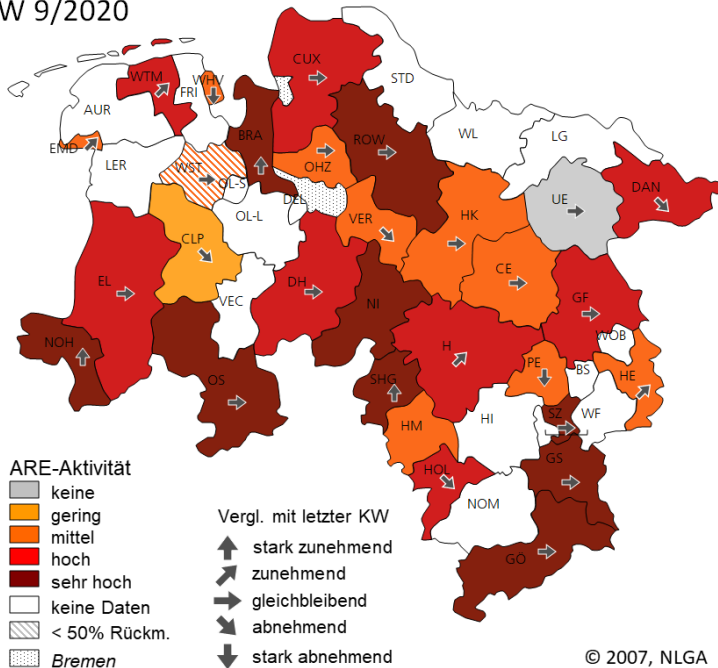 W 9/2020
CUX
WTM
WHV
STD
FRI
AUR
BRA
ROW
WL
LG
EMD
OHZ
LER
WST
OL-S
DEL
UE
DAN
OL-L
VER
HK
CLP
CE
EL
DH
VEC
NI
GF
WOB
NOH
H
PE
BS
HE
OS
SHG
SZ
WF
HM
HI
GS
HOL
NOM
GÖ
ARE-Aktivität
keine
gering
mittel
hoch
sehr hoch
keine Daten
< 50% Rückm.
Bremen
Vergl. mit letzter KW
stark zunehmend
zunehmend
gleichbleibend
abnehmend
stark abnehmend
© 2007, NLGA